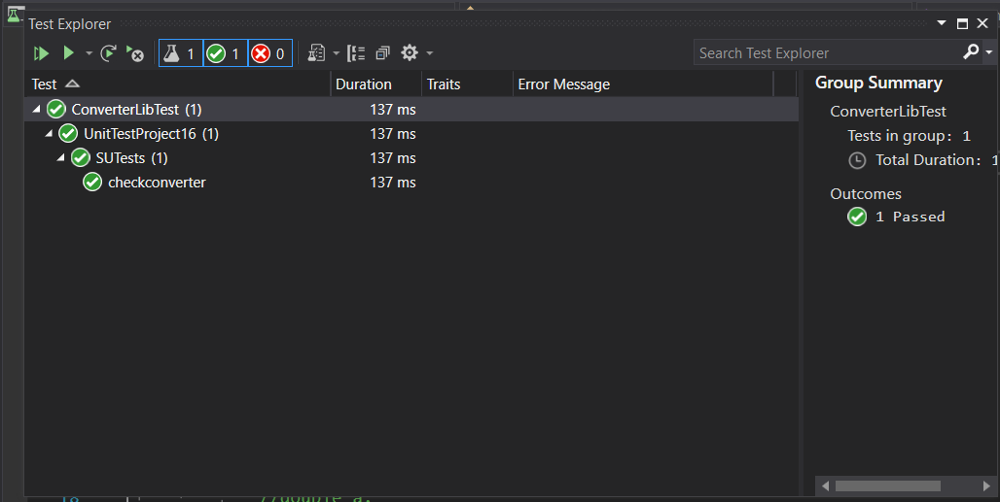 Test Explorer
1 1 0
Search Test Explorer
Test Duration Traits Error Message
ConverterLibTest (1) 137 ms
UnitTestProject16 (1) 137 ms
SUTests (1) 137 ms
checkconverter 137 ms
Group Summary
ConverterLibTest
Tests in group: 1
Total Duration: 1
Outcomes
1 Passed